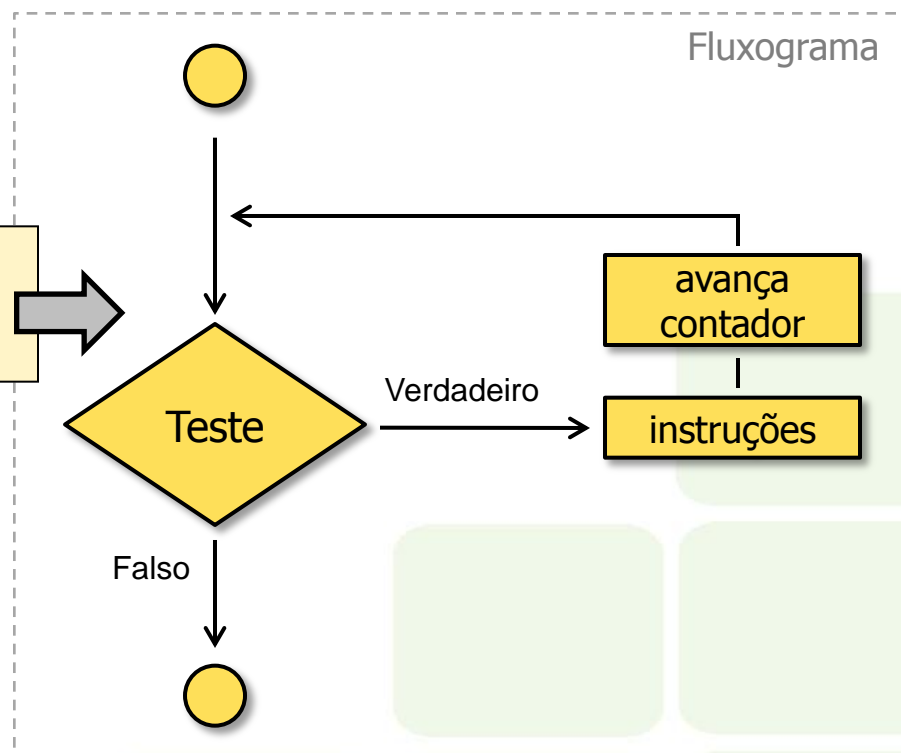 Fluxograma
avança
contador
Verdadeiro
Teste
instruções
Falso